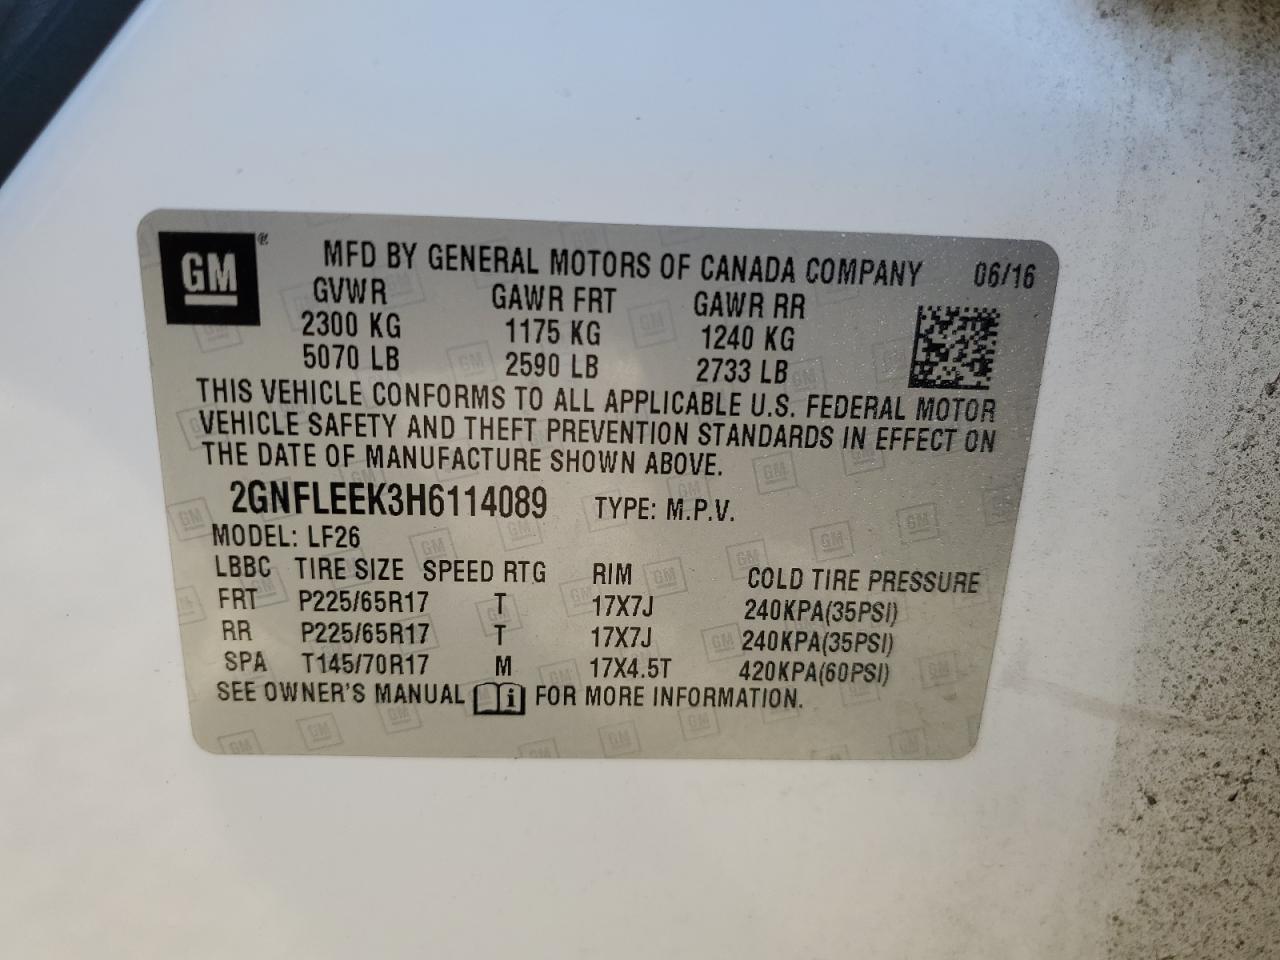 GM ® MFD BY GENERAL MOTORS OF CANADA COMPANY 06/16
GVWR GAWR FRT GAWR RR
2300 KG 1175 KG 1240 KG
5070 LB 2590 LB 2733 LB
THIS VEHICLE CONFORMS TO ALL APPLICABLE U.S. FEDERAL MOTOR
VEHICLE SAFETY AND THEFT PREVENTION STANDARDS IN EFFECT ON
THE DATE OF MANUFACTURE SHOWN ABOVE.
2GNFLEEK3H6114089 TYPE: M.P.V.
MODEL: LF26
LBBC TIRE SIZE SPEED RTG RIM COLD TIRE PRESSURE
FRT P225/65R17 T 17X7J 240KPA(35PSI)
RR P225/65R17 T 17X7J 240KPA(35PSI)
SPA T145/70R17 M 17X4.5T 420KPA(60PSI)
SEE OWNER'S MANUAL i FOR MORE INFORMATION.